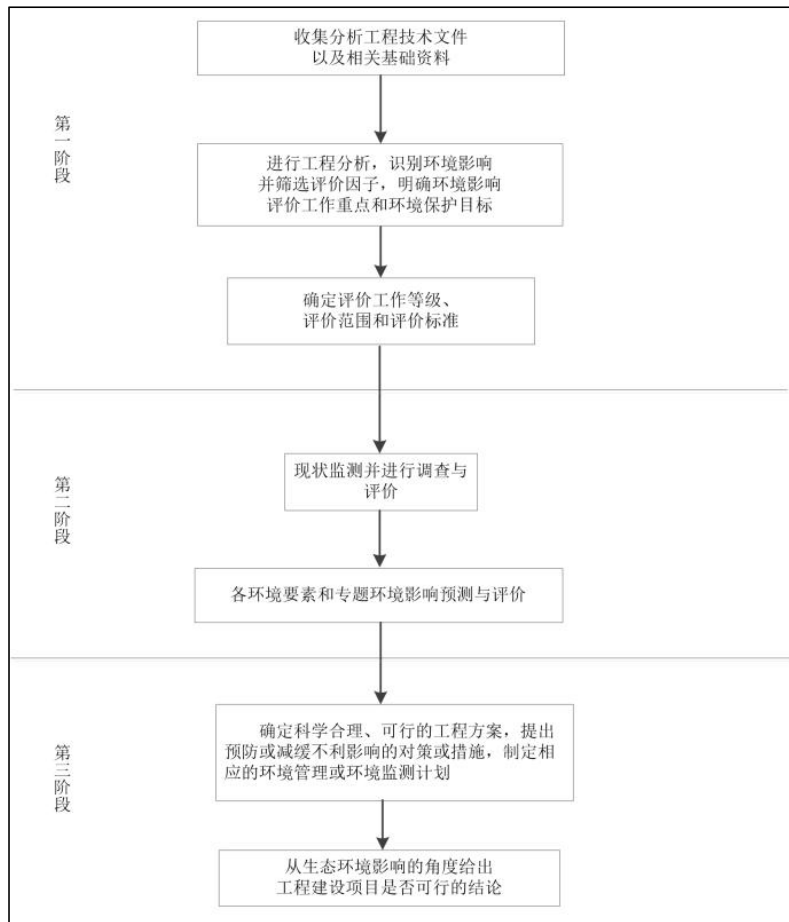 第一阶段
收集分析工程技术文件
以及相关基础资料
进行工程分析，识别环境影响
并筛选评价因子，明确环境影响
评价工作重点和环境保护目标
确定评价工作等级、
评价范围和评价标准
第二阶段
现状监测并进行调查与
评价
各环境要素和专题环境影响预测与评价
第三阶段
确定科学合理、可行的工程方案，提出
预防或减缓不利影响的对策或措施，制定相
应的环境管理或环境监测计划
从生态环境影响的角度给出
工程建设项目是否可行的结论